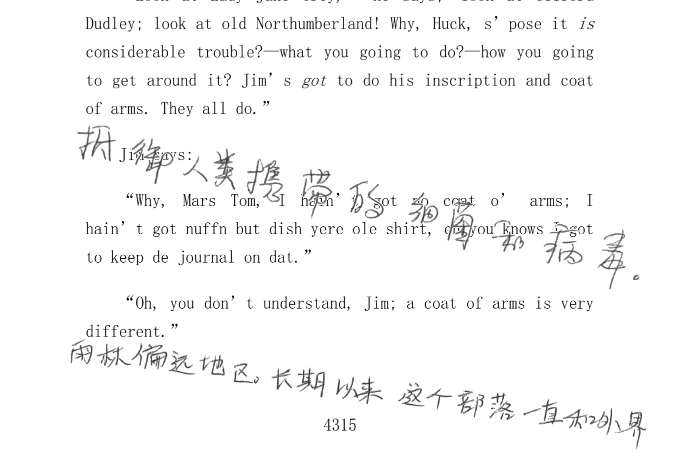 Dudley; look at old Northumberland! Why, Huck, s’pose it is
considerable trouble?—what you going to do?—how you going
to get around it? Jim’s got to do his inscription and coat
of arms. They all do.”
Jim says:
抵御人类携带的细菌和病毒。
“Why, Mars Tom, I hain’t got no coat o’ arms; I
hain’t got nuffn but dish yere ole shirt, en you knows I got
to keep de journal on dat.”
“Oh, you don’t understand, Jim; a coat of arms is very
different.”
雨林偏远地区。长期以来 这个部落一直和外界
4315